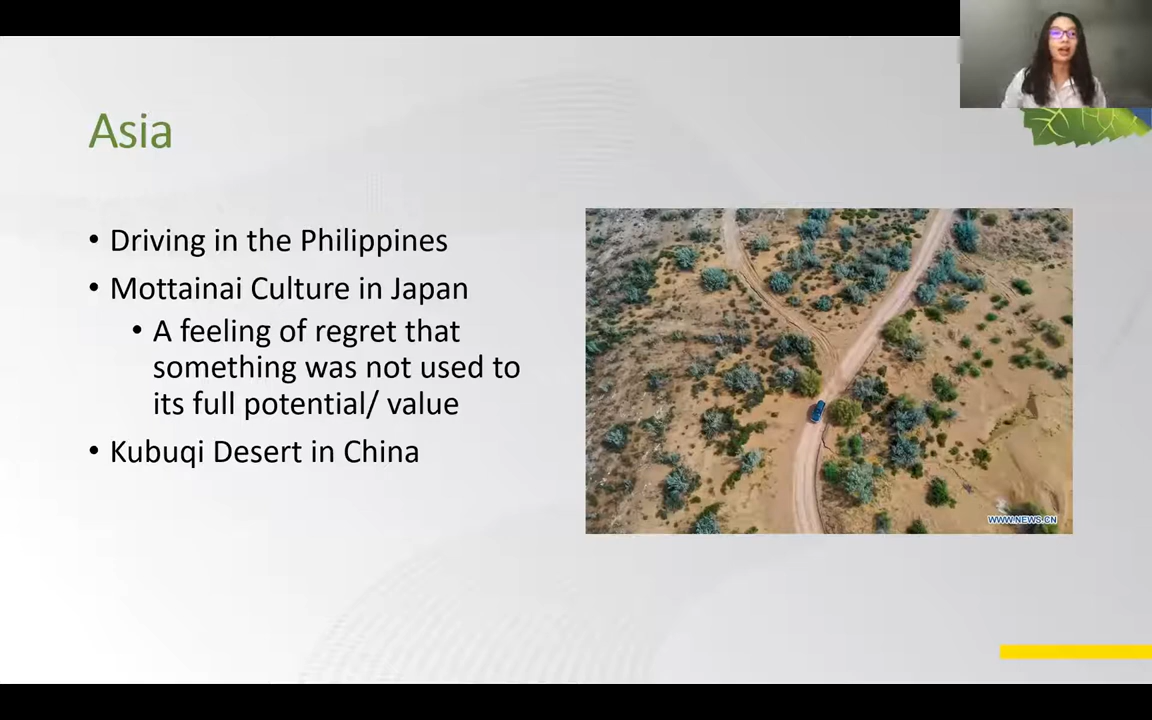 Asia
• Driving in the Philippines
• Mottainai Culture in Japan
• A feeling of regret that
something was not used to
its full potential/ value
• Kubuqi Desert in China
WWW.NEWS.CN